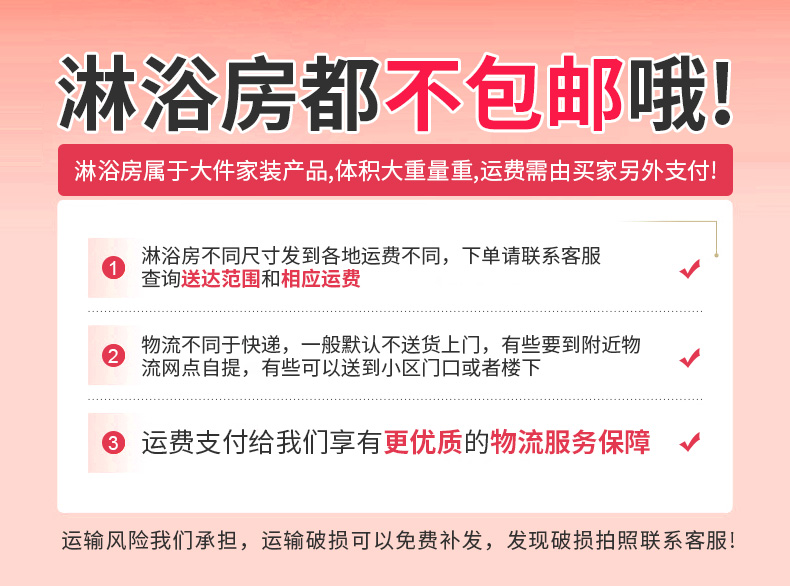 淋浴房都不包邮哦!
淋浴房属于大件家装产品,体积大重量重,运费需由买家另外支付!
1 淋浴房不同尺寸发到各地运费不同，下单请联系客服
查询送达范围和相应运费
2 物流不同于快递，一般默认不送货上门，有些要到附近物
流网点自提，有些可以送到小区门口或者楼下
3 运费支付给我们享有更优质的物流服务保障
运输风险我们承担，运输破损可以免费补发，发现破损拍照联系客服!